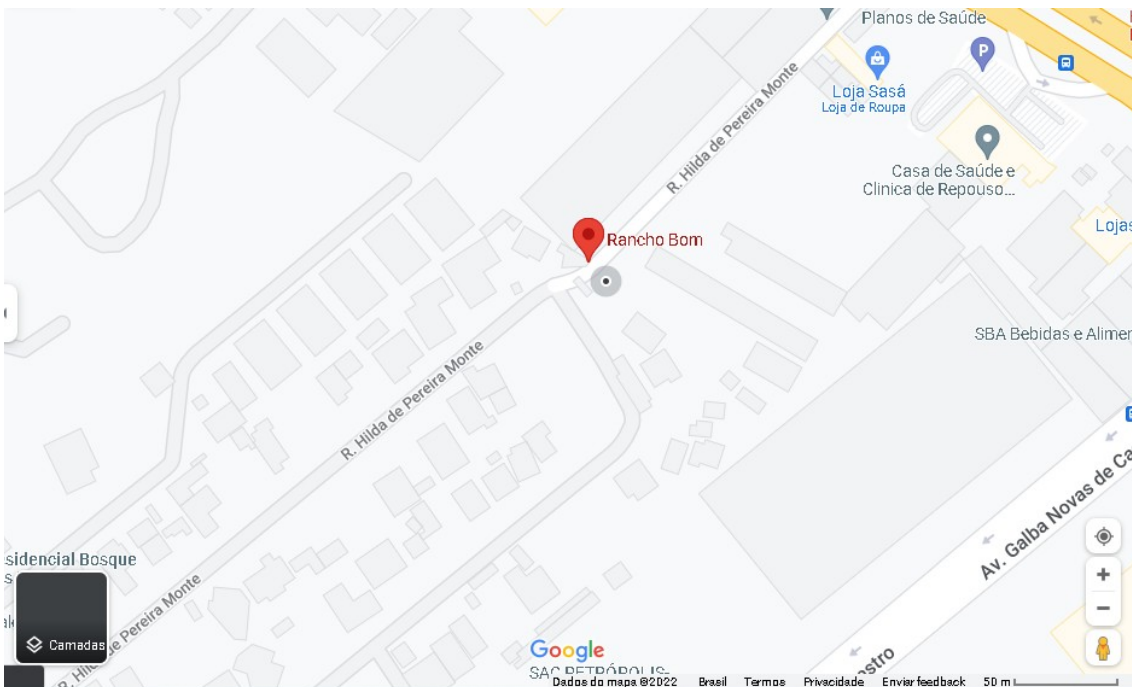 Planos de Saúde
P
Loja Sasá
Loja de Roupa
R. Hilda de Pereira Monte
Casa de Saúde e
Clinica de Repouso...
Lojas
Rancho Bom
SBA Bebidas e Alimer
R. Hilda de Pereira Monte
Av. Galba Novas de Ca
sidencial Bosque
s
Camadas
R. Hilda de Pereira Monte
stro
Google
SAC PETRÓPOLIS-
Dados do mapa ©2022 Brasil Termos Privacidade Enviar feedback 50 m